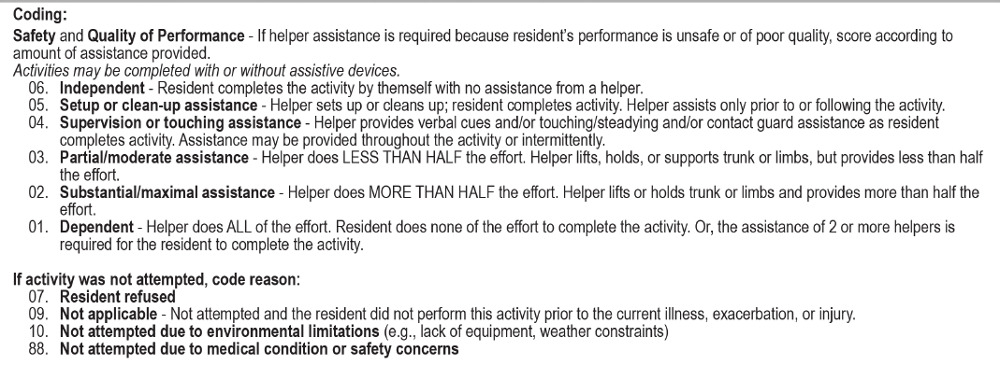 Coding:
Safety and Quality of Performance - If helper assistance is required because resident's performance is unsafe or of poor quality, score according to
amount of assistance provided.
Activities may be completed with or without assistive devices.
06. Independent - Resident completes the activity by themself with no assistance from a helper.
05. Setup or clean-up assistance - Helper sets up or cleans up; resident completes activity. Helper assists only prior to or following the activity.
04. Supervision or touching assistance - Helper provides verbal cues and/or touching/steadying and/or contact guard assistance as resident
completes activity. Assistance may be provided throughout the activity or intermittently.
03. Partial/moderate assistance - Helper does LESS THAN HALF the effort. Helper lifts, holds, or supports trunk or limbs, but provides less than half
the effort.
02. Substantial/maximal assistance - Helper does MORE THAN HALF the effort. Helper lifts or holds trunk or limbs and provides more than half the
effort.
01. Dependent - Helper does ALL of the effort. Resident does none of the effort to complete the activity. Or, the assistance of 2 or more helpers is
required for the resident to complete the activity.
If activity was not attempted, code reason:
07. Resident refused
09. Not applicable - Not attempted and the resident did not perform this activity prior to the current illness, exacerbation, or injury.
10. Not attempted due to environmental limitations (e.g., lack of equipment, weather constraints)
88. Not attempted due to medical condition or safety concerns